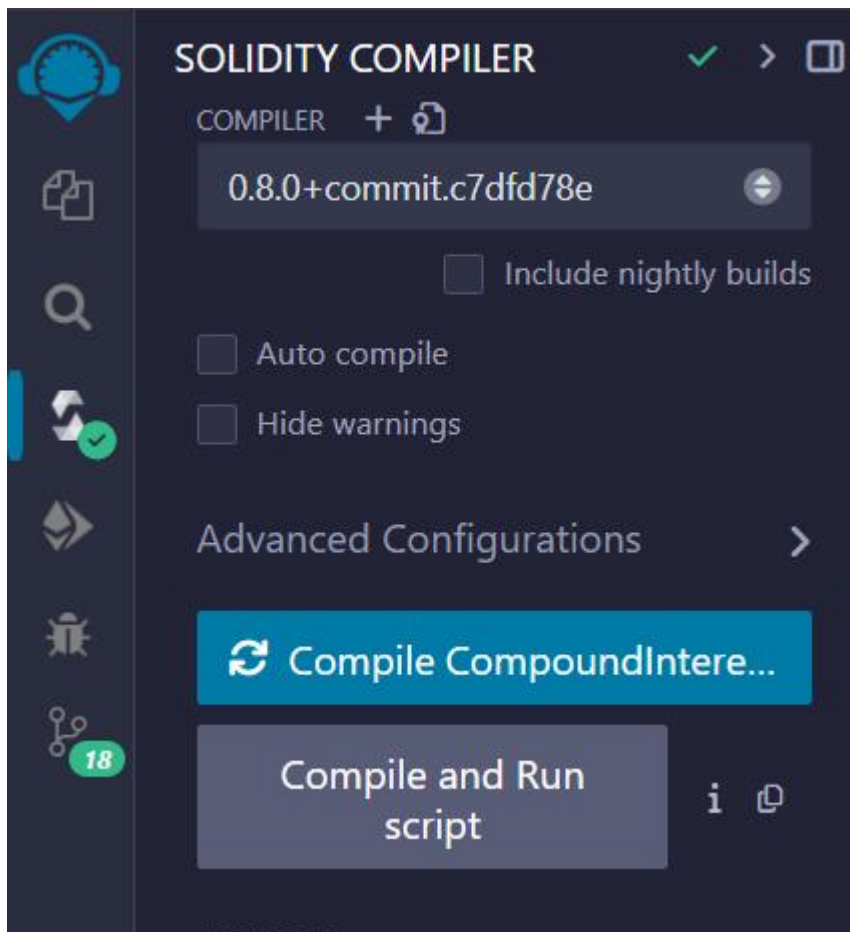 SOLIDITY COMPILER
COMPILER
0.8.0+commit.c7dfd78e
Include nightly builds
Auto compile
Hide warnings
Advanced Configurations
Compile CompoundIntere...
Compile and Run
script
18